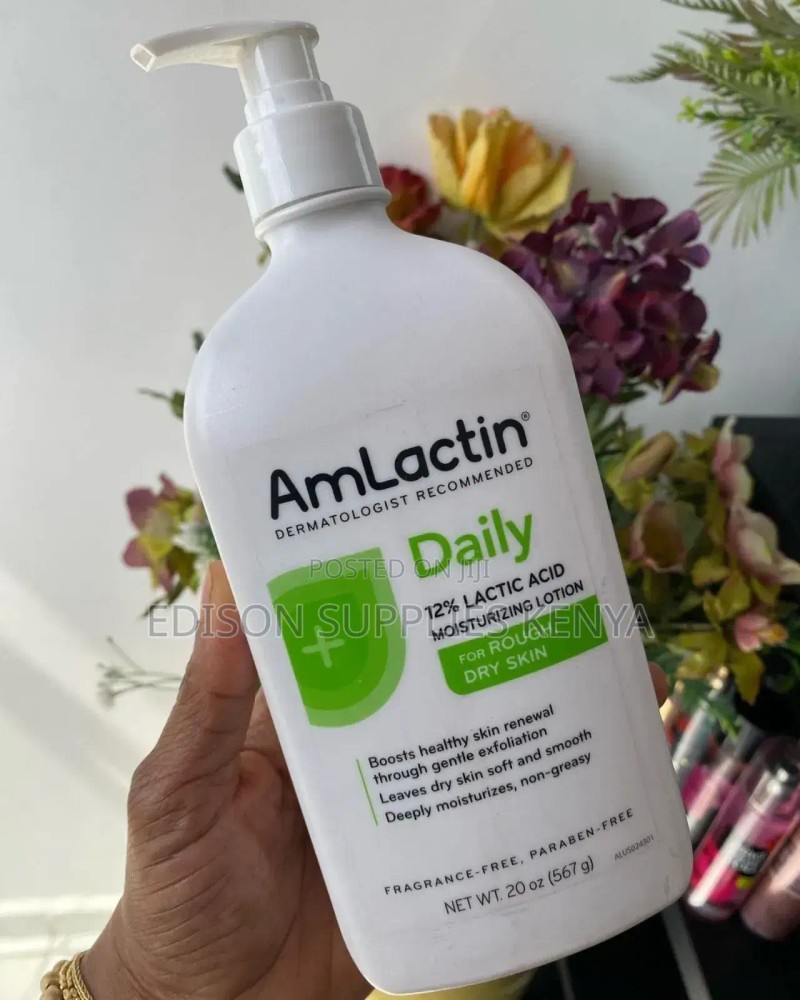 AmLactin®
DERMATOLOGIST RECOMMENDED
Daily
POSTED ON JIJI
12% LACTIC ACID
MOISTURIZING LOTION
EDISON SUPPLIES KENYA
FOR ROUGH,
DRY SKIN
Boosts healthy skin renewal
through gentle exfoliation
Leaves dry skin soft and smooth
Deeply moisturizes, non-greasy
FRAGRANCE-FREE, PARABEN-FREE
NET WT. 20 oz (567 g)